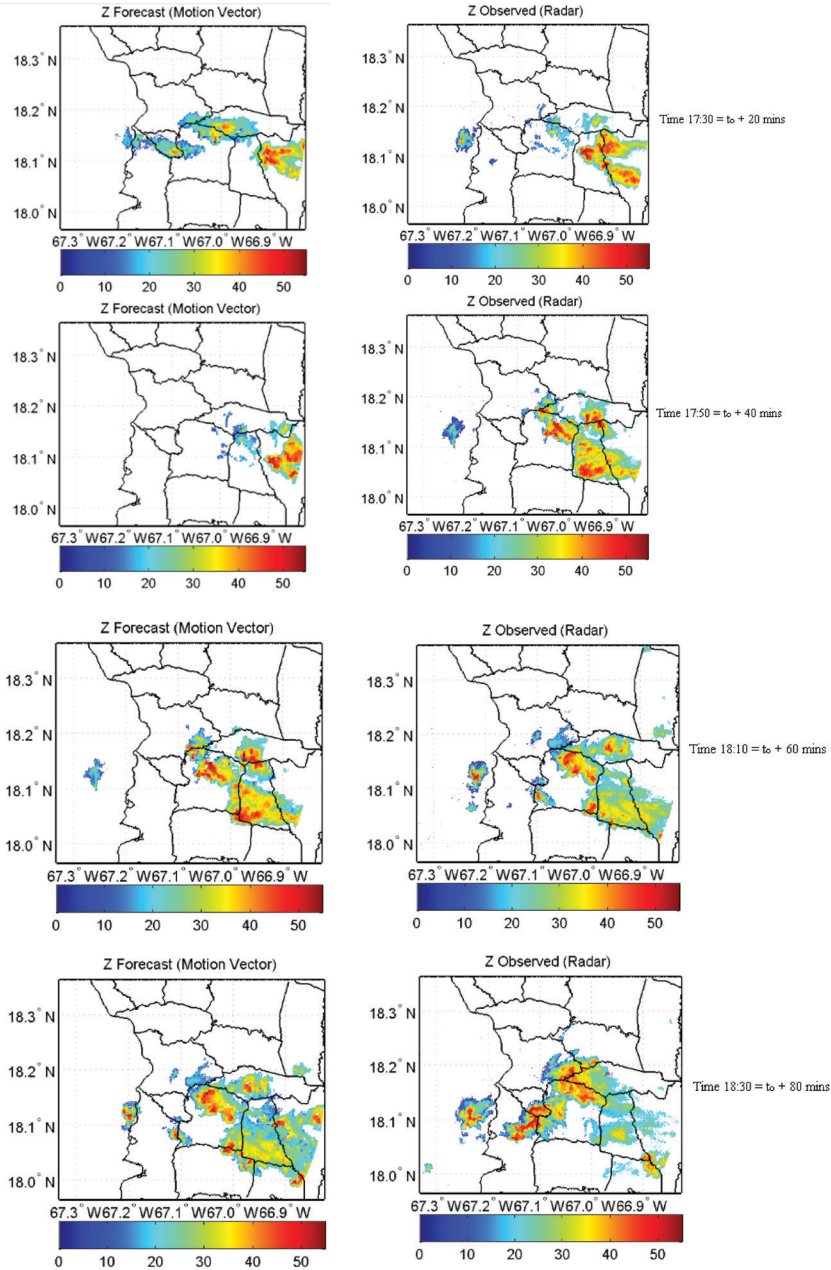 Z Forecast (Motion Vector)
Z Observed (Radar)
18.3° N
18.2° N
18.1° N
18.0° N
18.3° N
18.2° N
18.1° N
18.0° N
Time 17:30 = to + 20 mins
67.3° W67.2° W67.1° W67.0° W66.9° W
67.3° W67.2° W67.1° W67.0° W66.9° W
0 10 20 30 40 50
0 10 20 30 40 50
Z Forecast (Motion Vector)
Z Observed (Radar)
18.3° N
18.2° N
18.1° N
18.0° N
18.3° N
18.2° N
18.1° N
18.0° N
Time 17:50 = to + 40 mins
67.3° W67.2° W67.1° W67.0° W66.9° W
67.3° W67.2° W67.1° W67.0° W66.9° W
0 10 20 30 40 50
0 10 20 30 40 50
Z Forecast (Motion Vector)
Z Observed (Radar)
18.3° N
18.2° N
18.1° N
18.0° N
18.3° N
18.2° N
18.1° N
18.0° N
Time 18:10 = to + 60 mins
67.3° W67.2° W67.1° W67.0° W66.9° W
67.3° W67.2° W67.1° W67.0° W66.9° W
0 10 20 30 40 50
0 10 20 30 40 50
Z Forecast (Motion Vector)
Z Observed (Radar)
18.3° N
18.2° N
18.1° N
18.0° N
18.3° N
18.2° N
18.1° N
18.0° N
Time 18:30 = to + 80 mins
67.3° W67.2° W67.1° W67.0° W66.9° W
67.3° W67.2° W67.1° W67.0° W66.9° W
0 10 20 30 40 50
0 10 20 30 40 50